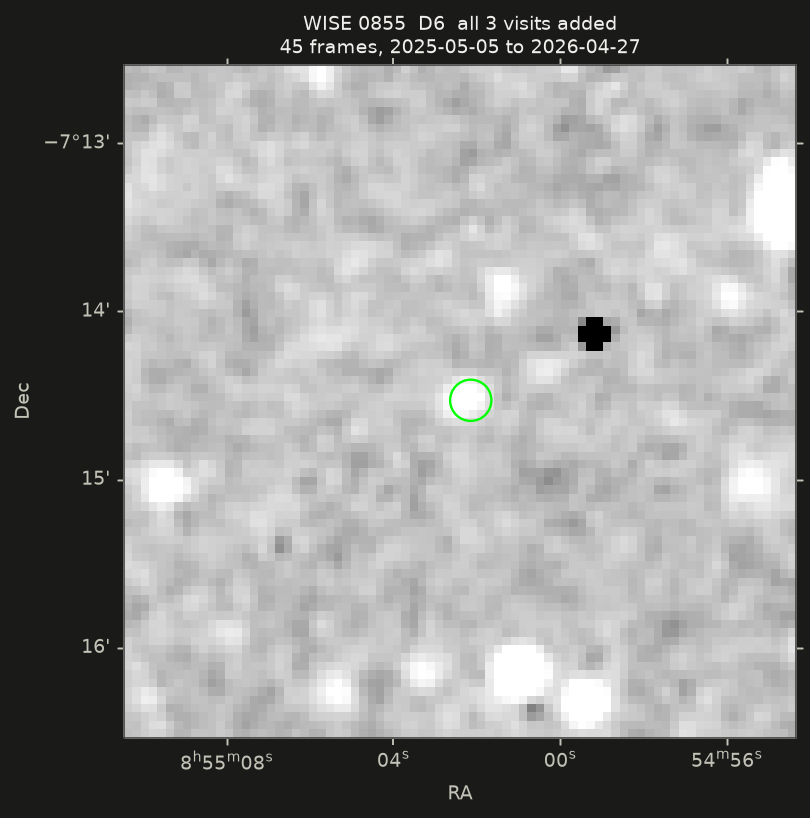 WISE 0855  D6  all 3 visits added
45 frames, 2025-05-05 to 2026-04-27
−7°13'
14'
15'
16'
Dec
8ʰ55ᵐ08ˢ
04ˢ
00ˢ
54ᵐ56ˢ
RA